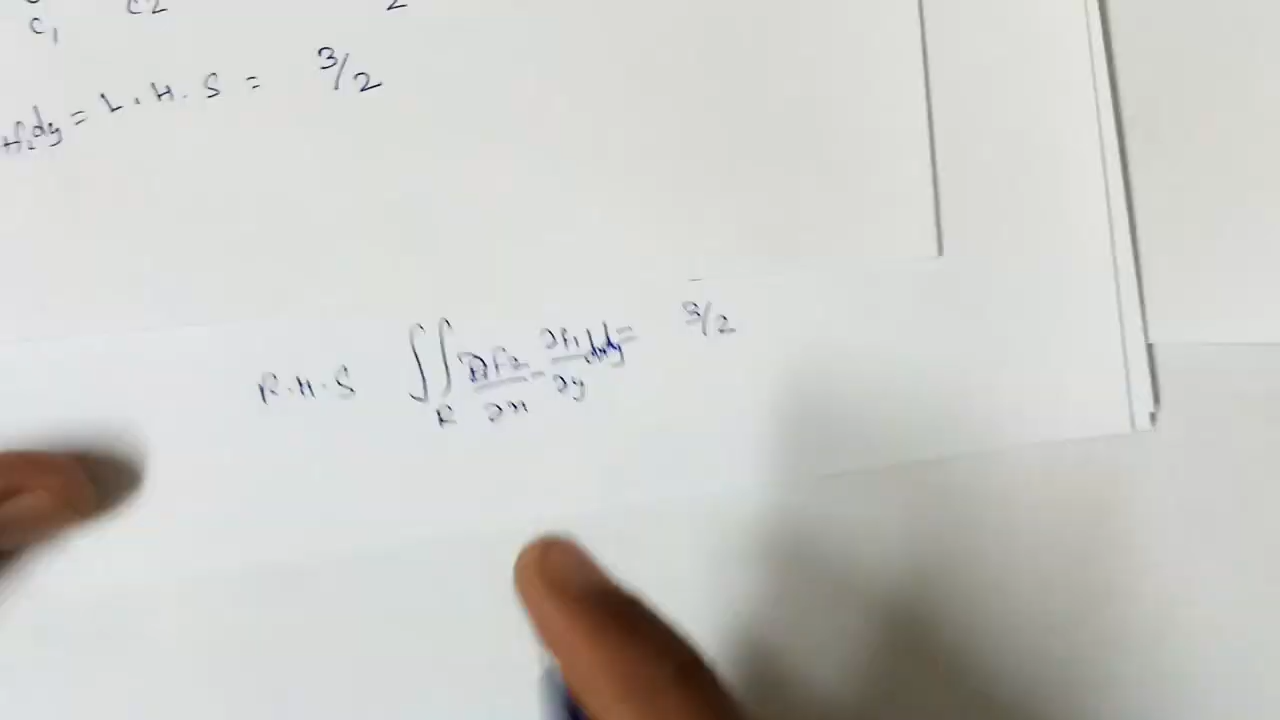 C₁ C2 2
+f₂dy = L.H.S = 3/2
R.H.S ∫∫_R ∂f2/∂x - ∂f1/∂y dxdy = 3/2